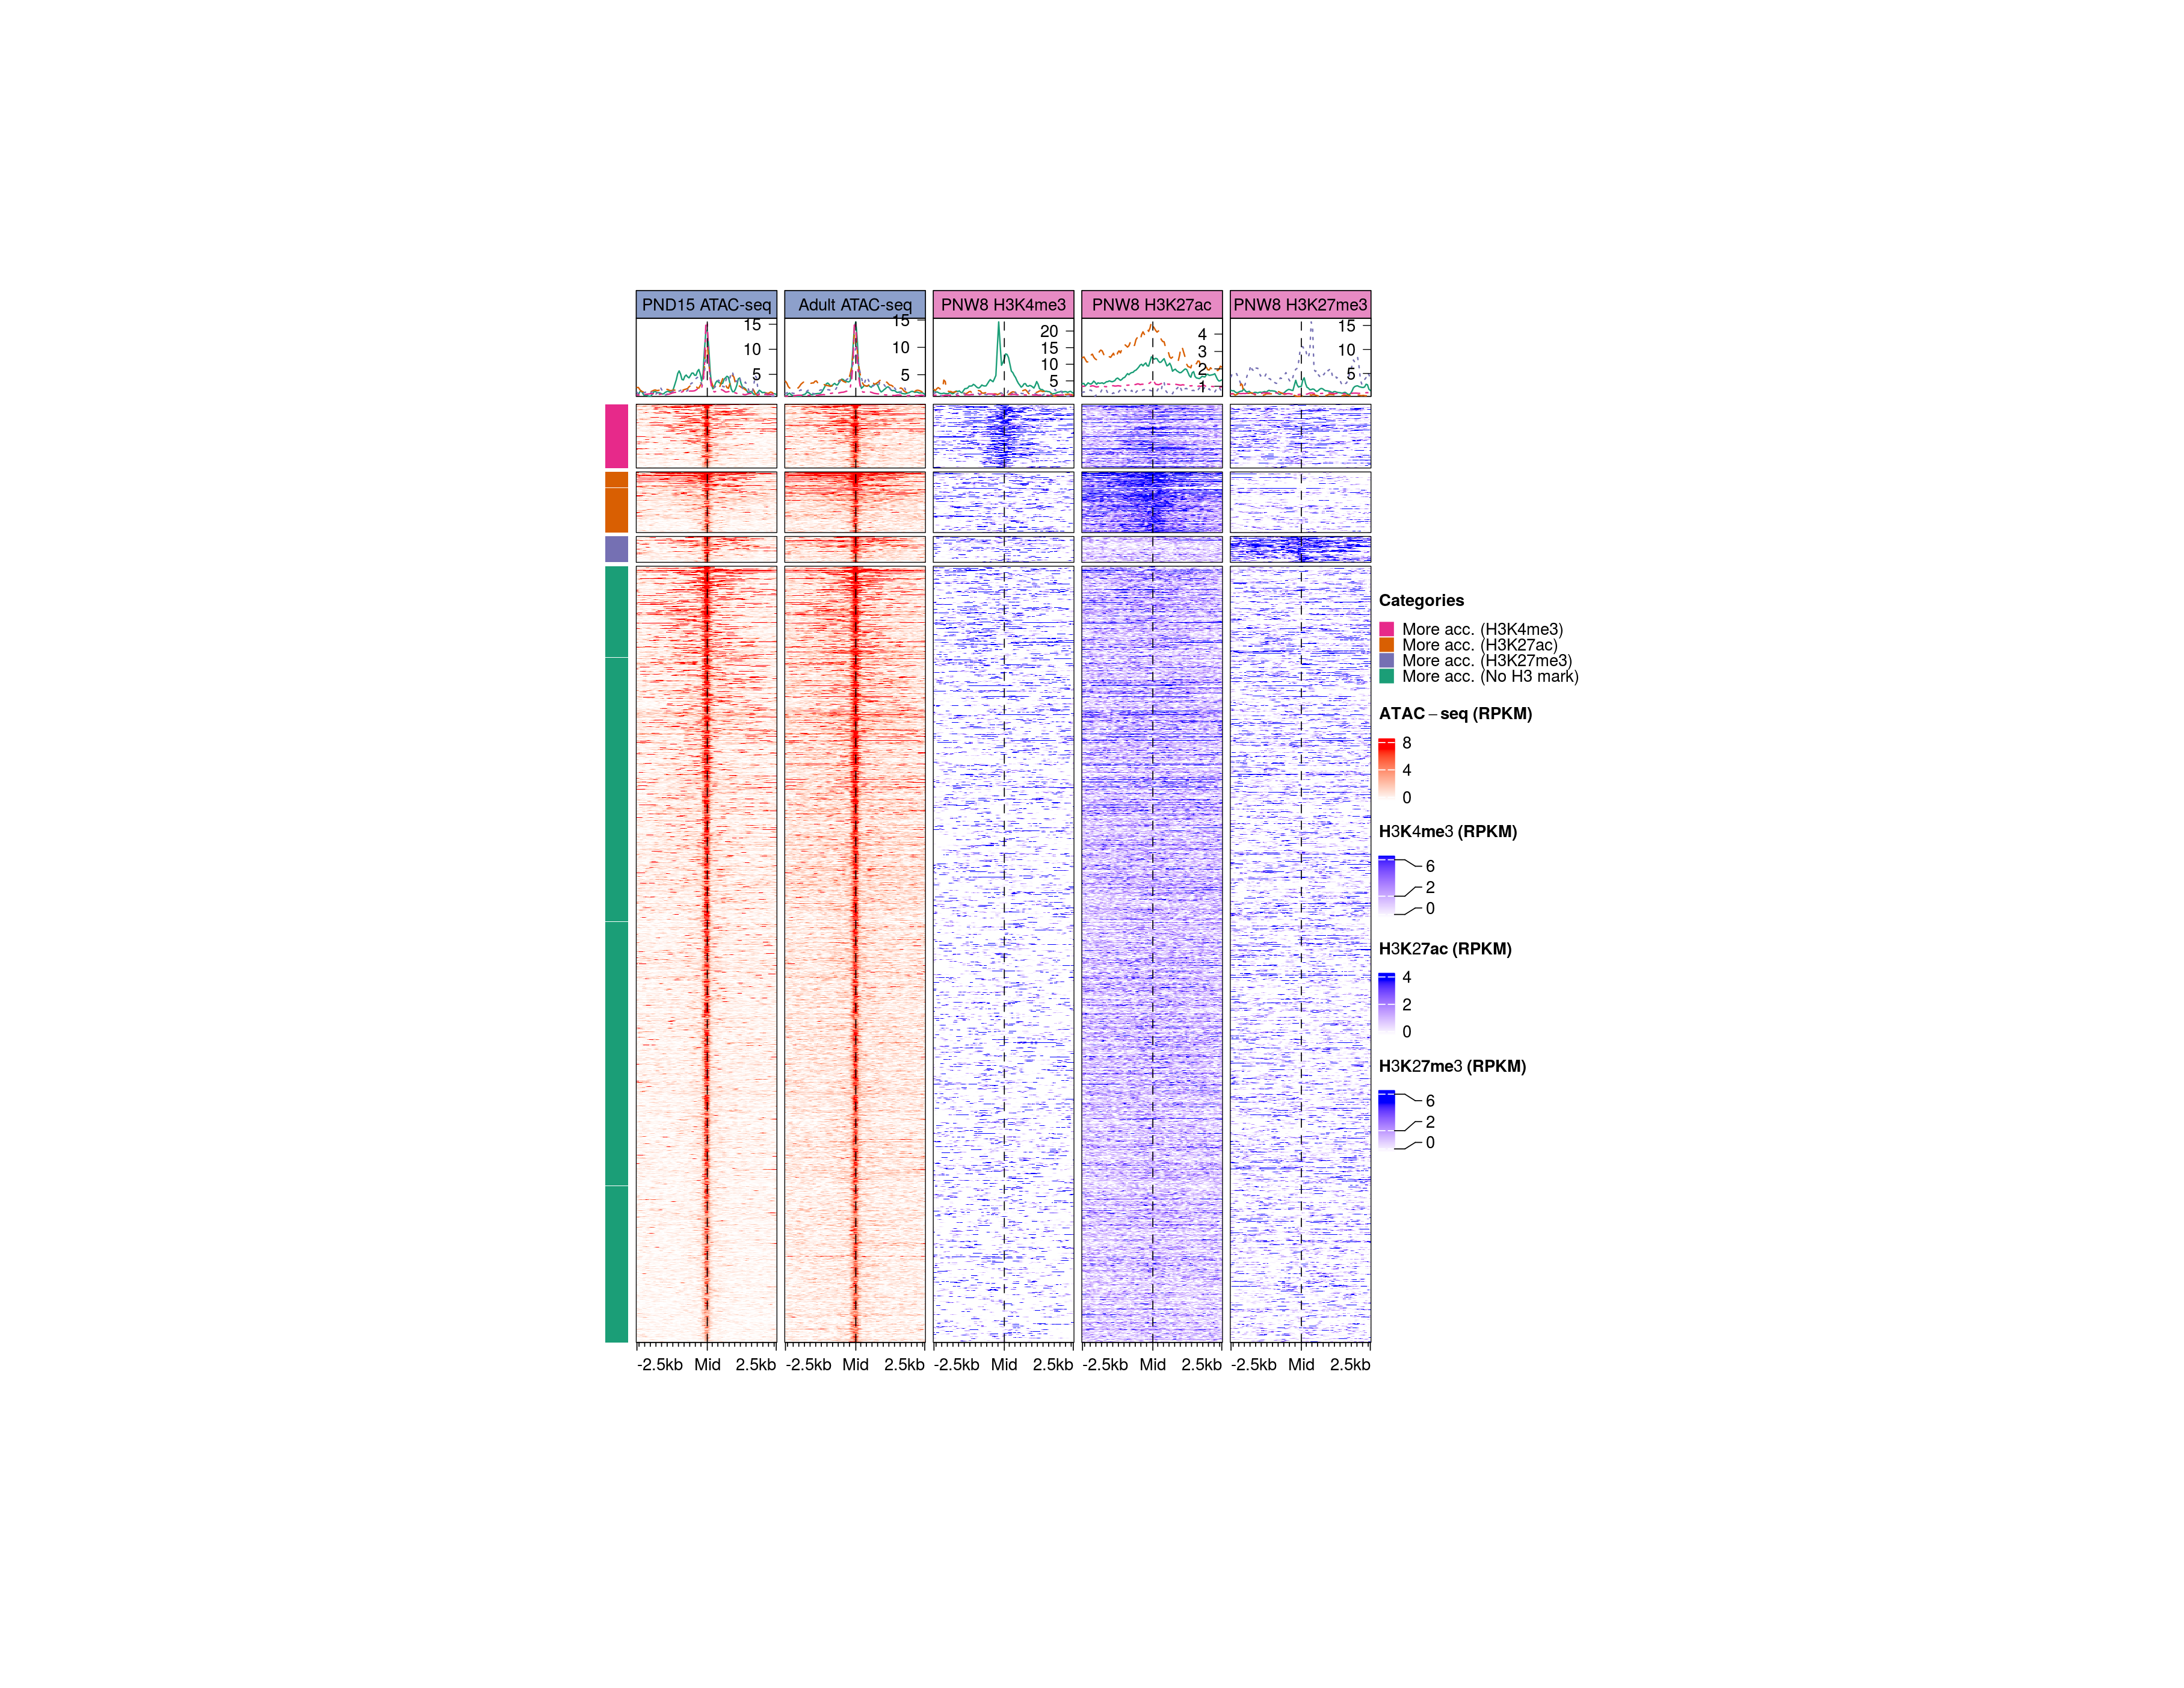 PND15 ATAC-seq Adult ATAC-seq PNW8 H3K4me3 PNW8 H3K27ac PNW8 H3K27me3
15
10
5
15
10
5
20
15
10
5
4
3
2
1
15
10
5
-2.5kb Mid 2.5kb -2.5kb Mid 2.5kb -2.5kb Mid 2.5kb -2.5kb Mid 2.5kb -2.5kb Mid 2.5kb
Categories
More acc. (H3K4me3)
More acc. (H3K27ac)
More acc. (H3K27me3)
More acc. (No H3 mark)
ATAC–seq (RPKM)
8
4
0
H3K4me3 (RPKM)
6
2
0
H3K27ac (RPKM)
4
2
0
H3K27me3 (RPKM)
6
2
0